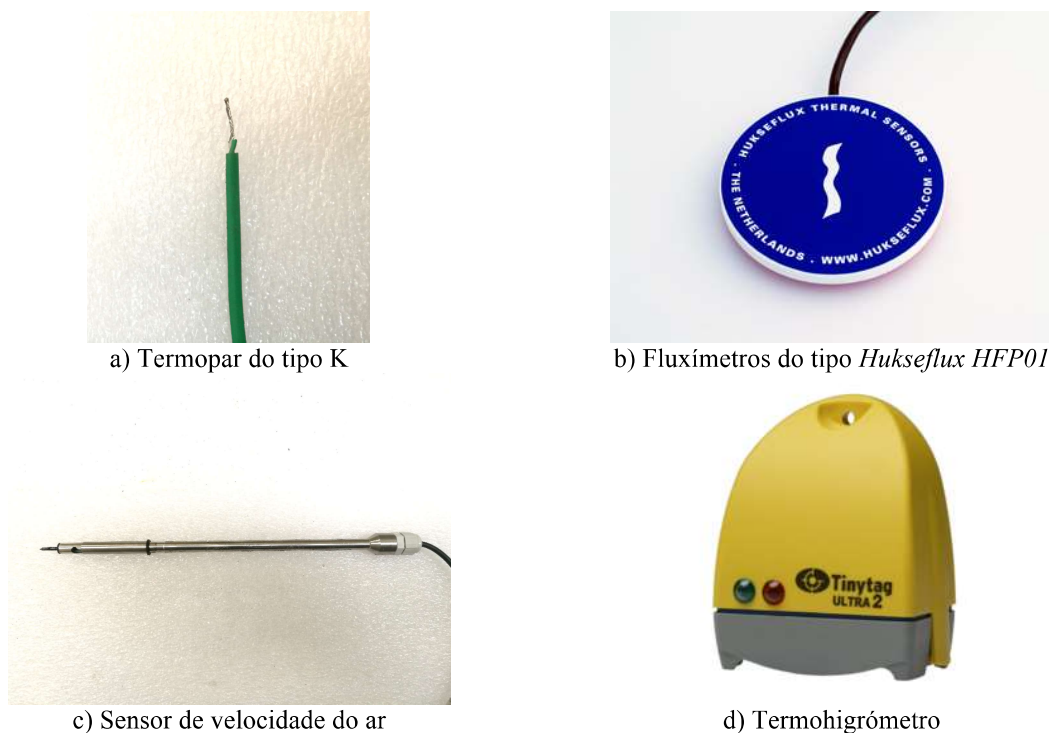 HUKSEFLUX THERMAL SENSORS · THE NETHERLANDS · WWW.HUKSEFLUX.COM ·
a) Termopar do tipo K
b) Fluxímetros do tipo Hukseflux HFP01
Tinytag
ULTRA 2
c) Sensor de velocidade do ar
d) Termohigrómetro